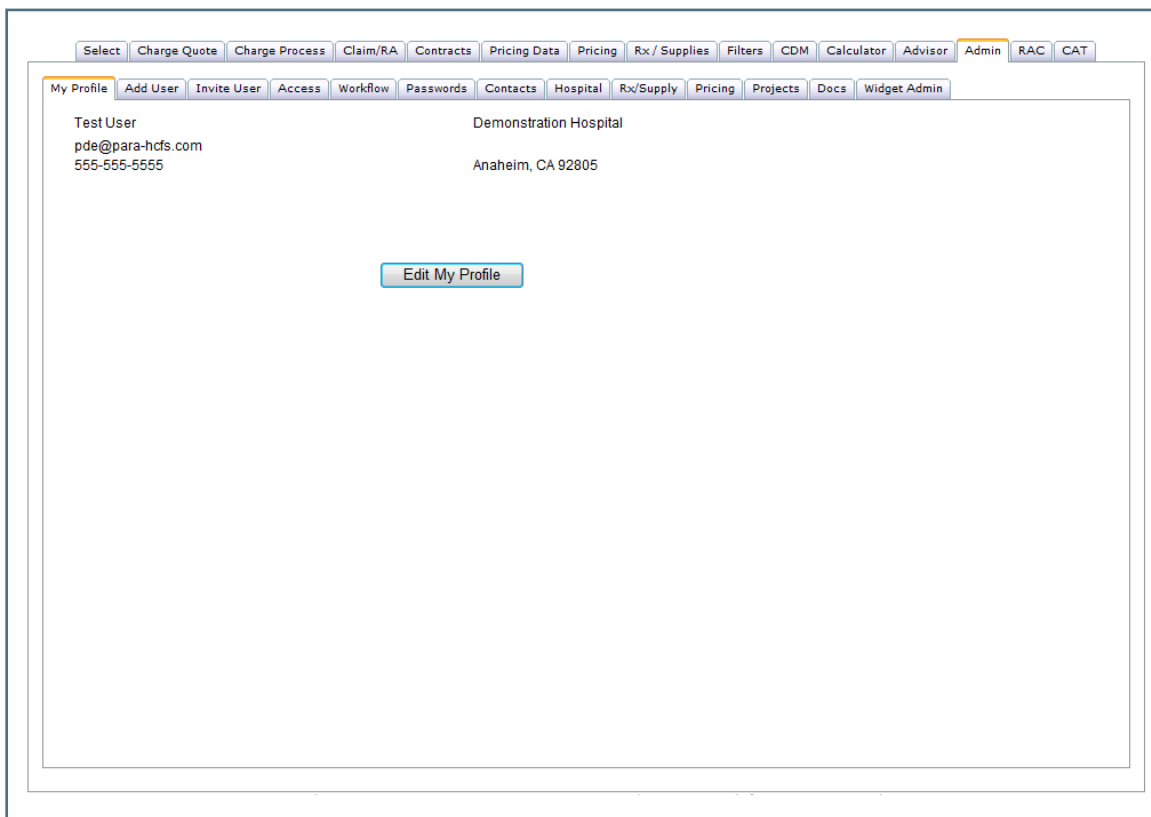 Select Charge Quote Charge Process Claim/RA Contracts Pricing Data Pricing Rx / Supplies Filters CDM Calculator Advisor Admin RAC CAT
My Profile Add User Invite User Access Workflow Passwords Contacts Hospital Rx/Supply Pricing Projects Docs Widget Admin
Test User Demonstration Hospital
pde@para-hcfs.com
555-555-5555 Anaheim, CA 92805
Edit My Profile